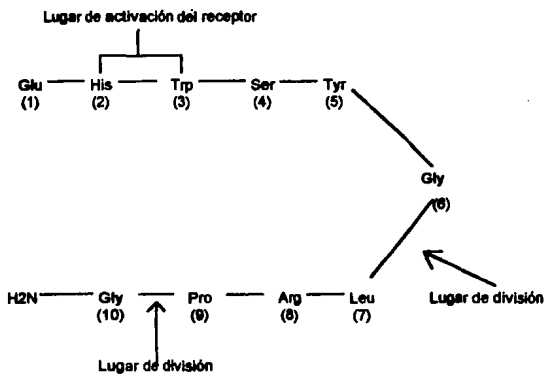 Lugar de activación del receptor
Glu His Trp Ser Tyr
(1) (2) (3) (4) (5)
Gly
(6)
Lugar de división
H2N Gly Pro Arg Leu
(10) (9) (8) (7)
Lugar de división